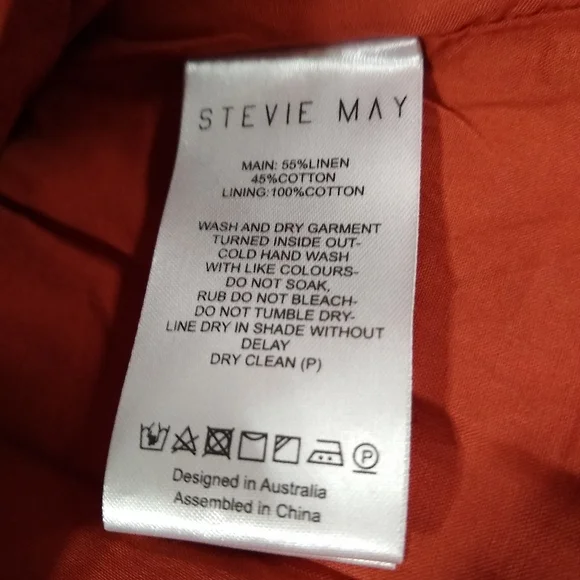 STEVIE MAY
MAIN: 55%LINEN
45%COTTON
LINING:100%COTTON
WASH AND DRY GARMENT
TURNED INSIDE OUT-
COLD HAND WASH
WITH LIKE COLOURS-
DO NOT SOAK,
RUB DO NOT BLEACH-
DO NOT TUMBLE DRY-
LINE DRY IN SHADE WITHOUT
DELAY
DRY CLEAN (P)
P
Designed in Australia
Assembled in China